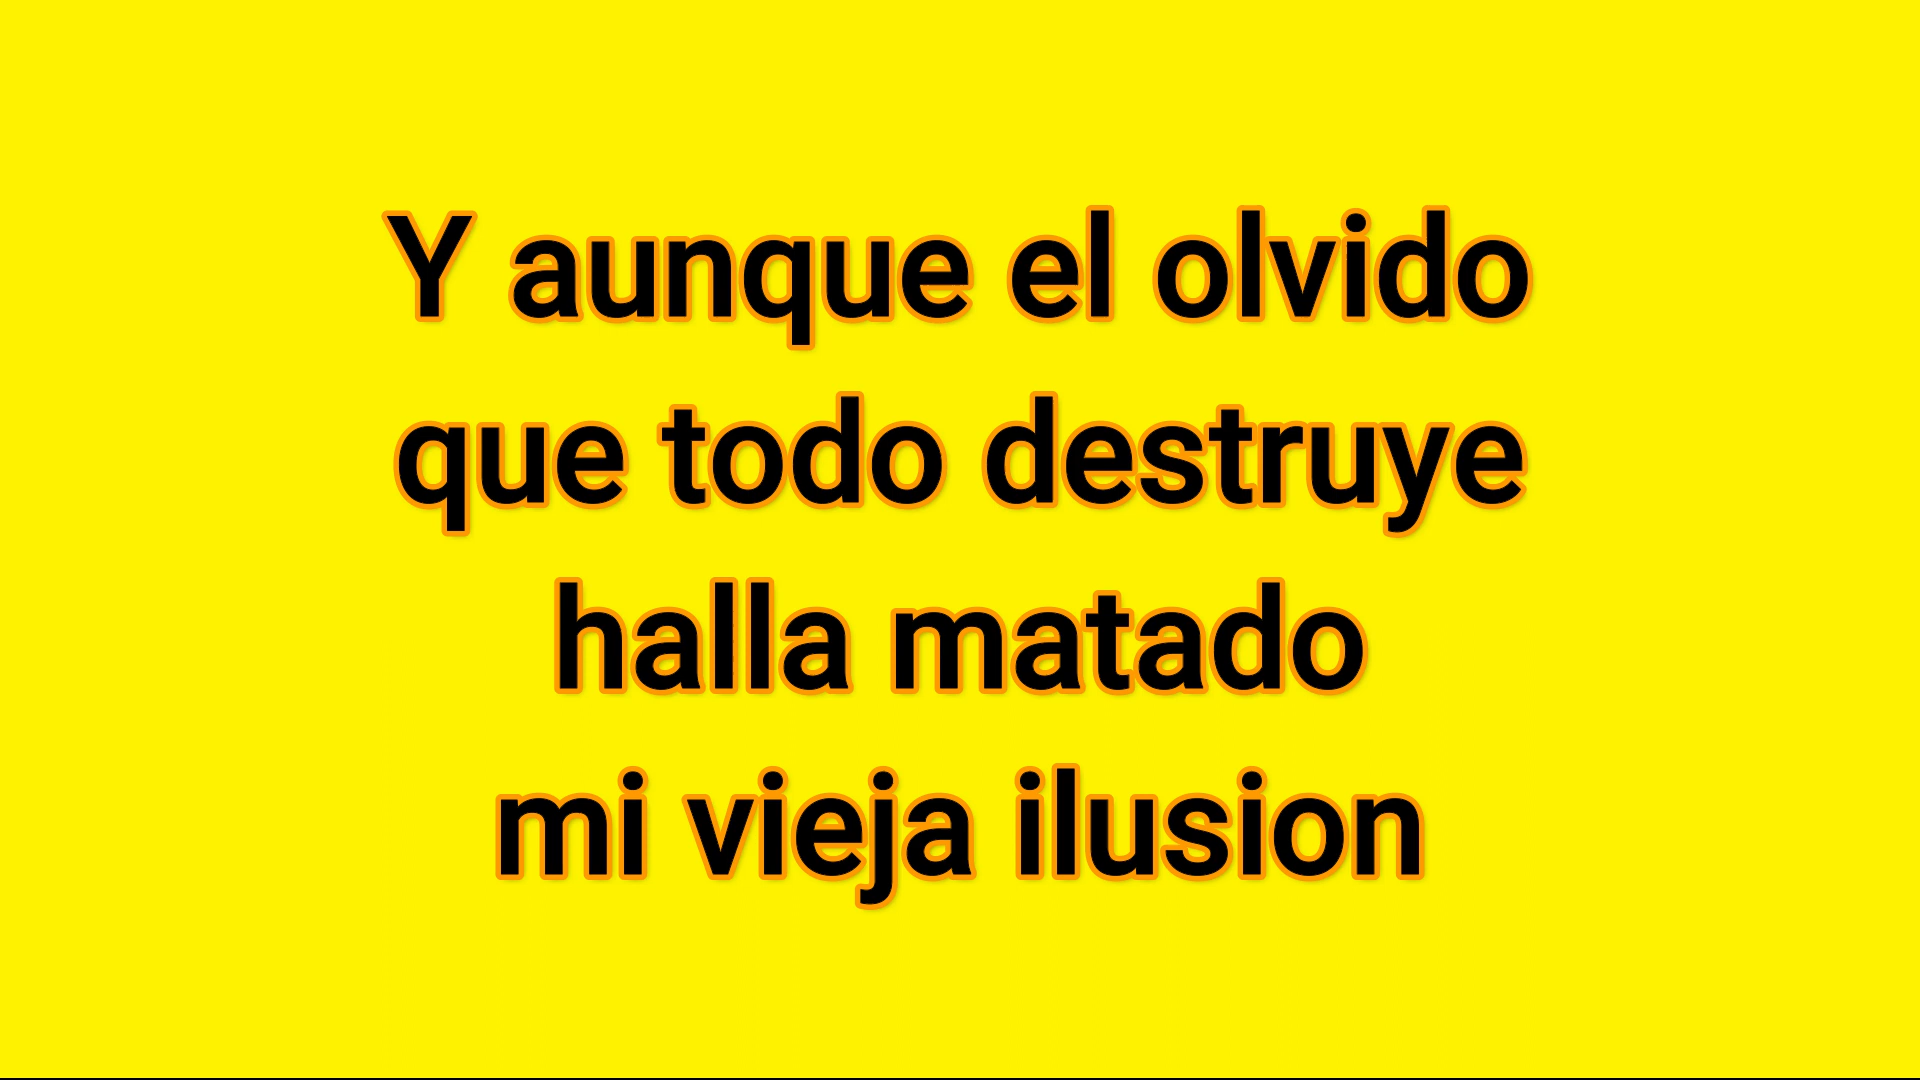 Y aunque el olvido
que todo destruye
halla matado
mi vieja ilusion